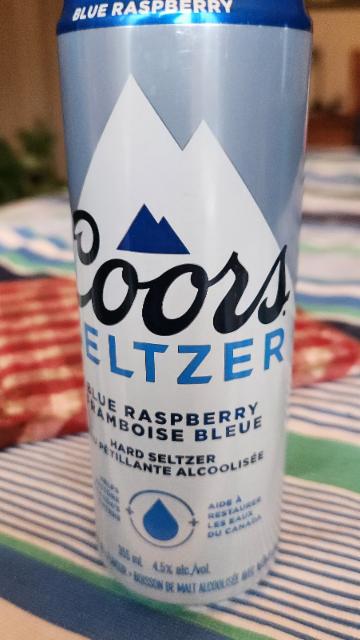 BLUE RASPBERRY
Coors
ELTZER
BLUE RASPBERRY
FRAMBOISE BLEUE
HARD SELTZER
PÉTILLANTE ALCOOLISÉE
AIDE À
RESTAURER
LES EAUX
DU CANADA
355 mL 4.5% alc./vol.
• BOISSON DE MALT ALCOOLISÉE